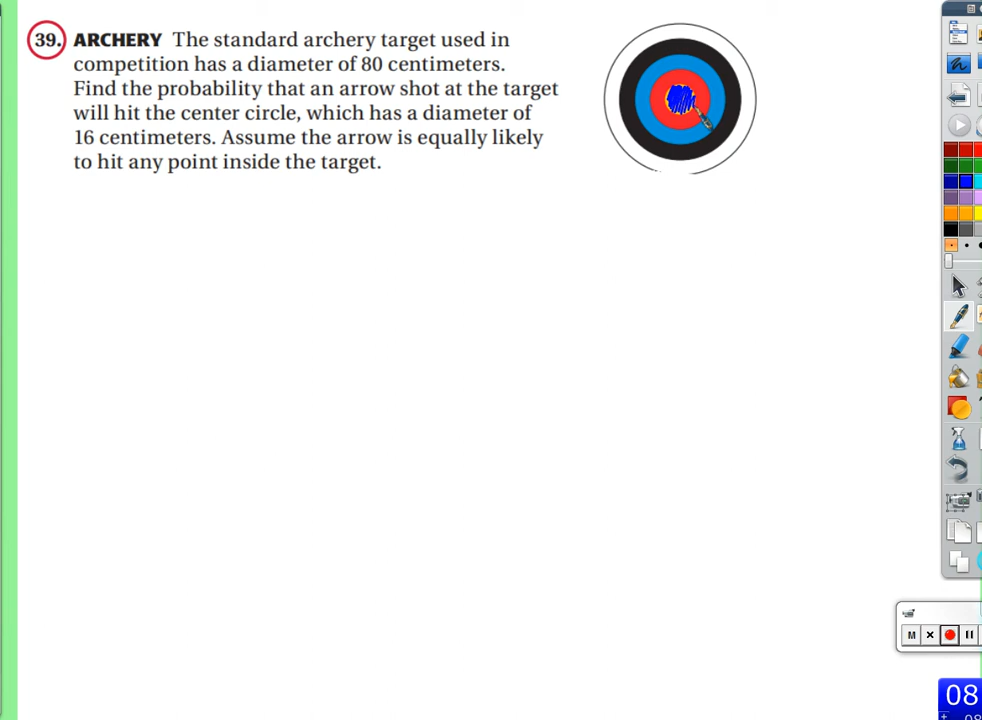 39. ARCHERY The standard archery target used in
competition has a diameter of 80 centimeters.
Find the probability that an arrow shot at the target
will hit the center circle, which has a diameter of
16 centimeters. Assume the arrow is equally likely
to hit any point inside the target.
M
08